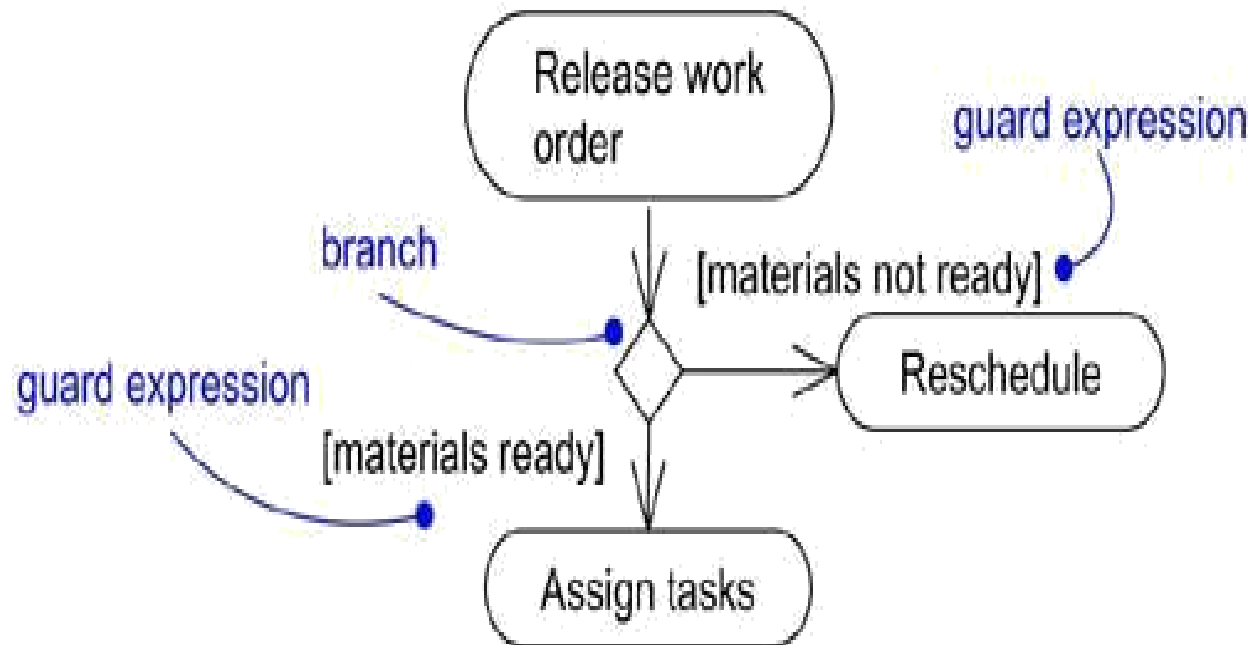 Release work
order
guard expression
branch
[materials not ready]
Reschedule
guard expression
[materials ready]
Assign tasks